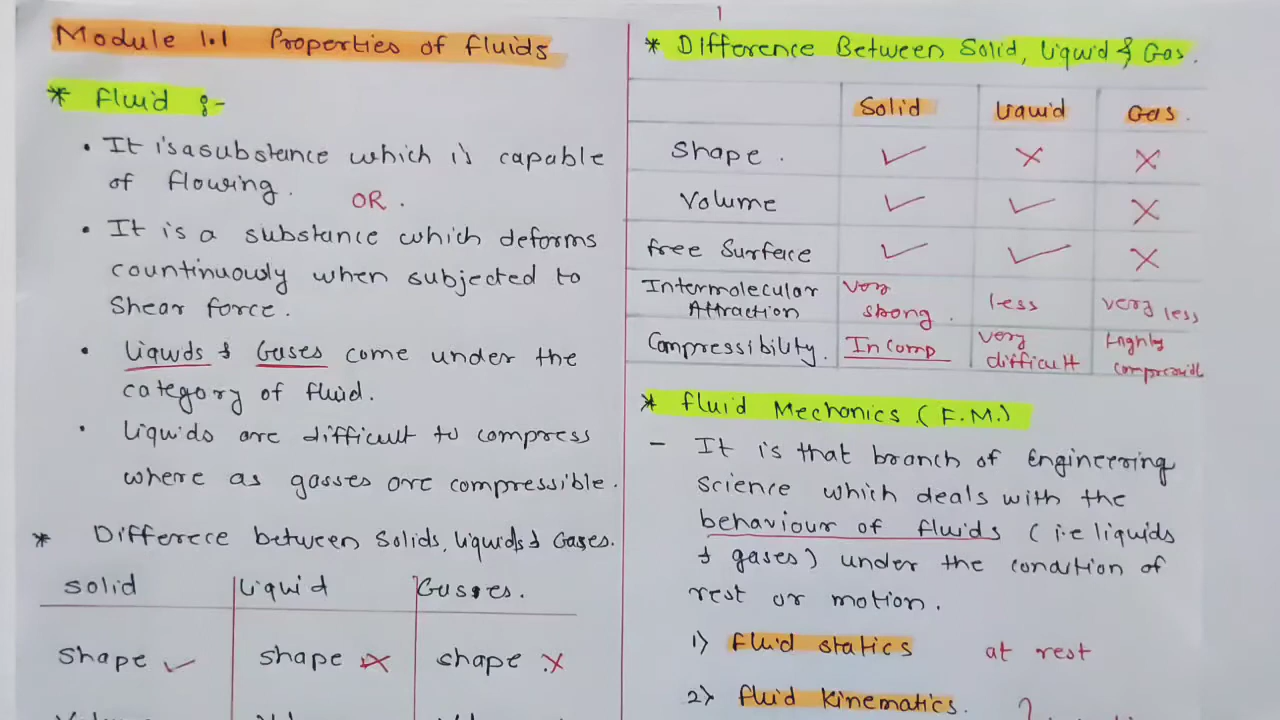 Module 1.1 Properties of fluids
* Fluid :-
• It is a substance which is capable
of flowing.
OR.
• It is a substance which deforms
countinuously when subjected to
Shear force.
• liquids & Gases come under the
category of fluid.
• Liquids are difficult to compress
where as gasses are compressible.
* Differece between Solids, liquids & Gases.
Solid Liquid Gasses.
Shape ✓ Shape × Shape ×
1
* Difference Between Solid, Liquid & Gas.
Solid Liquid Gas.
Shape. ✓ × ×
Volume ✓ ✓ ×
free Surface ✓ ✓ ×
Intermolecular Very less very less
Attraction strong.
Compressibility. Incomp very Highly
difficult
* Fluid Mechanics (F.M.)
- It is that branch of Engineering
science which deals with the
behaviour of fluids (i.e liquids
& gases) under the condition of
rest or motion.
1) Fluid statics at rest
2) Fluid Kinematics.